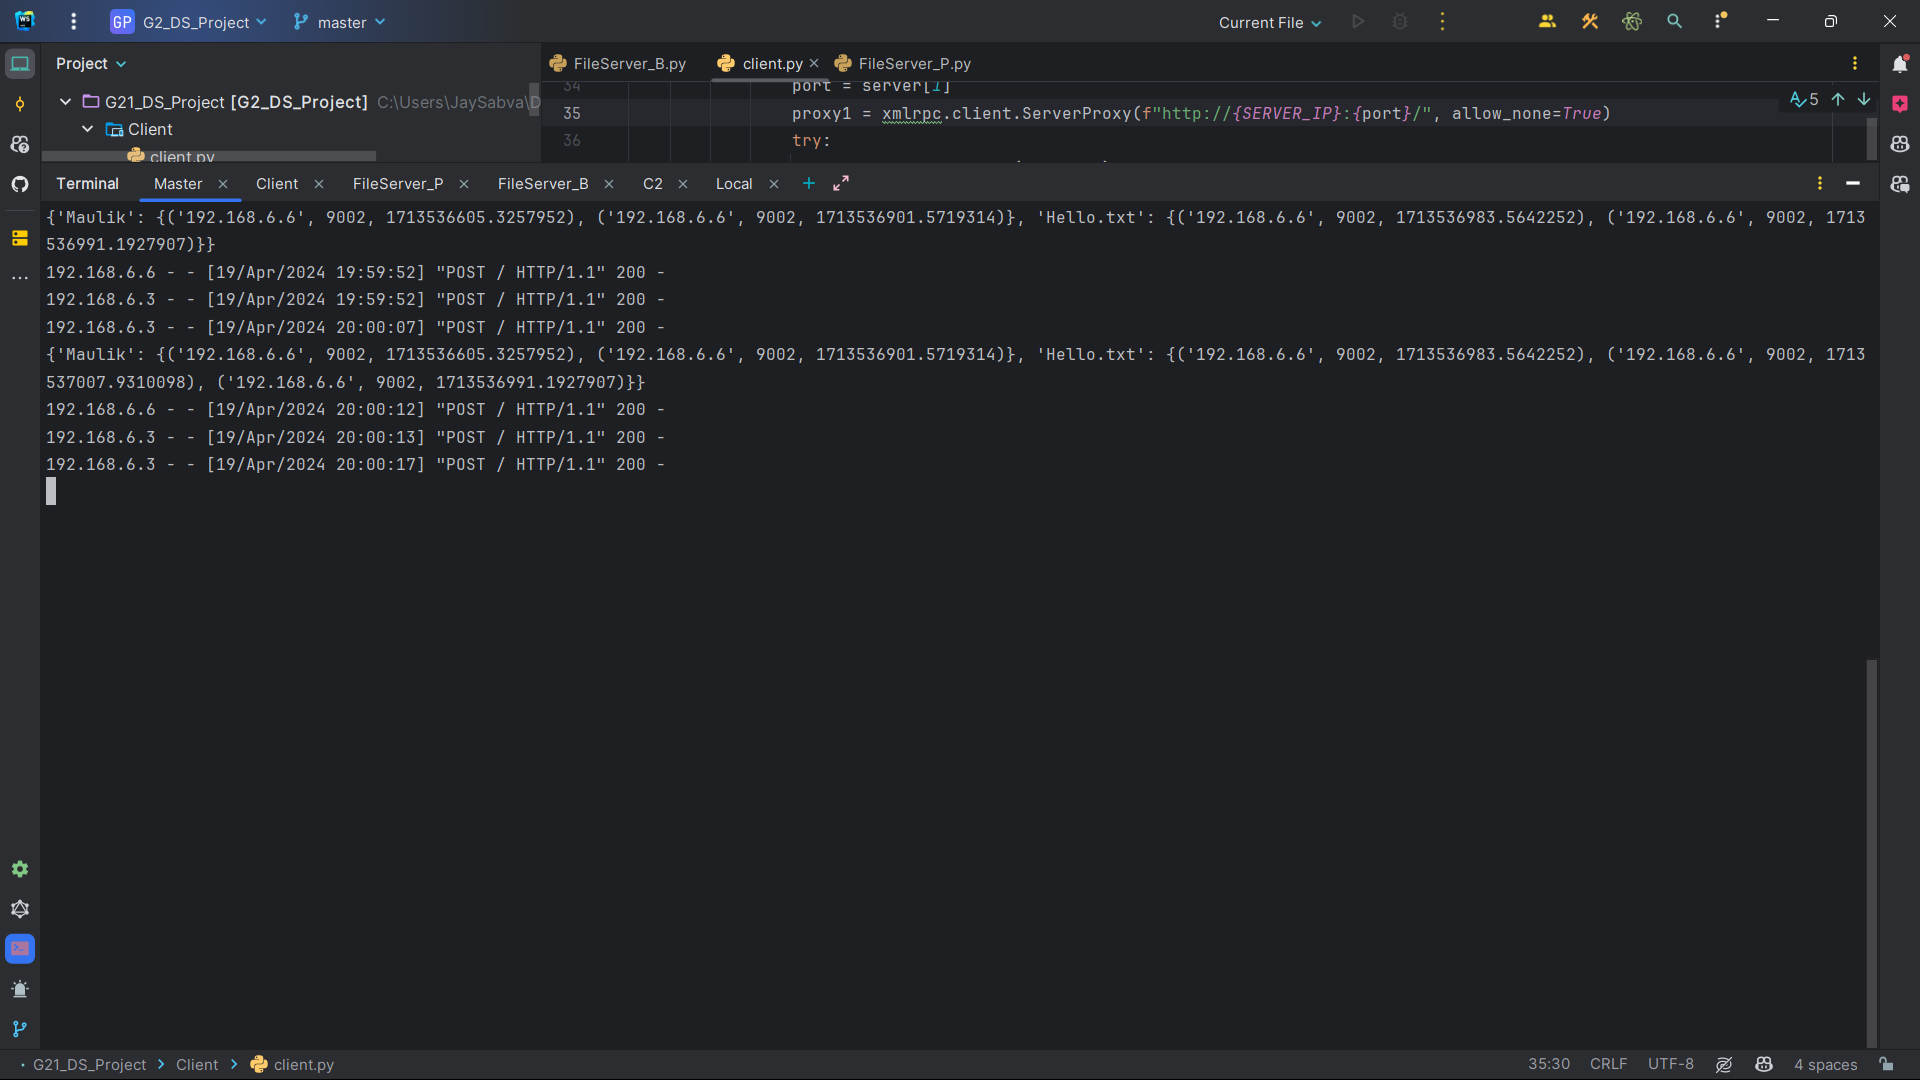 WS
GP G2_DS_Project master Current File
Project
FileServer_B.py client.py FileServer_P.py
G21_DS_Project [G2_DS_Project] C:\Users\JaySabva\D
Client
client.py
34 port = server[1]
35 proxy1 = xmlrpc.client.ServerProxy(f"http://{SERVER_IP}:{port}/", allow_none=True)
36 try:
5
Terminal Master Client FileServer_P FileServer_B C2 Local
{'Maulik': {('192.168.6.6', 9002, 1713536605.3257952), ('192.168.6.6', 9002, 1713536901.5719314)}, 'Hello.txt': {('192.168.6.6', 9002, 1713536983.5642252), ('192.168.6.6', 9002, 1713
536991.1927907)}}
192.168.6.6 - - [19/Apr/2024 19:59:52] "POST / HTTP/1.1" 200 -
192.168.6.3 - - [19/Apr/2024 19:59:52] "POST / HTTP/1.1" 200 -
192.168.6.3 - - [19/Apr/2024 20:00:07] "POST / HTTP/1.1" 200 -
{'Maulik': {('192.168.6.6', 9002, 1713536605.3257952), ('192.168.6.6', 9002, 1713536901.5719314)}, 'Hello.txt': {('192.168.6.6', 9002, 1713536983.5642252), ('192.168.6.6', 9002, 1713
537007.9310098), ('192.168.6.6', 9002, 1713536991.1927907)}}
192.168.6.6 - - [19/Apr/2024 20:00:12] "POST / HTTP/1.1" 200 -
192.168.6.3 - - [19/Apr/2024 20:00:13] "POST / HTTP/1.1" 200 -
192.168.6.3 - - [19/Apr/2024 20:00:17] "POST / HTTP/1.1" 200 -
G21_DS_Project Client client.py 35:30 CRLF UTF-8 4 spaces